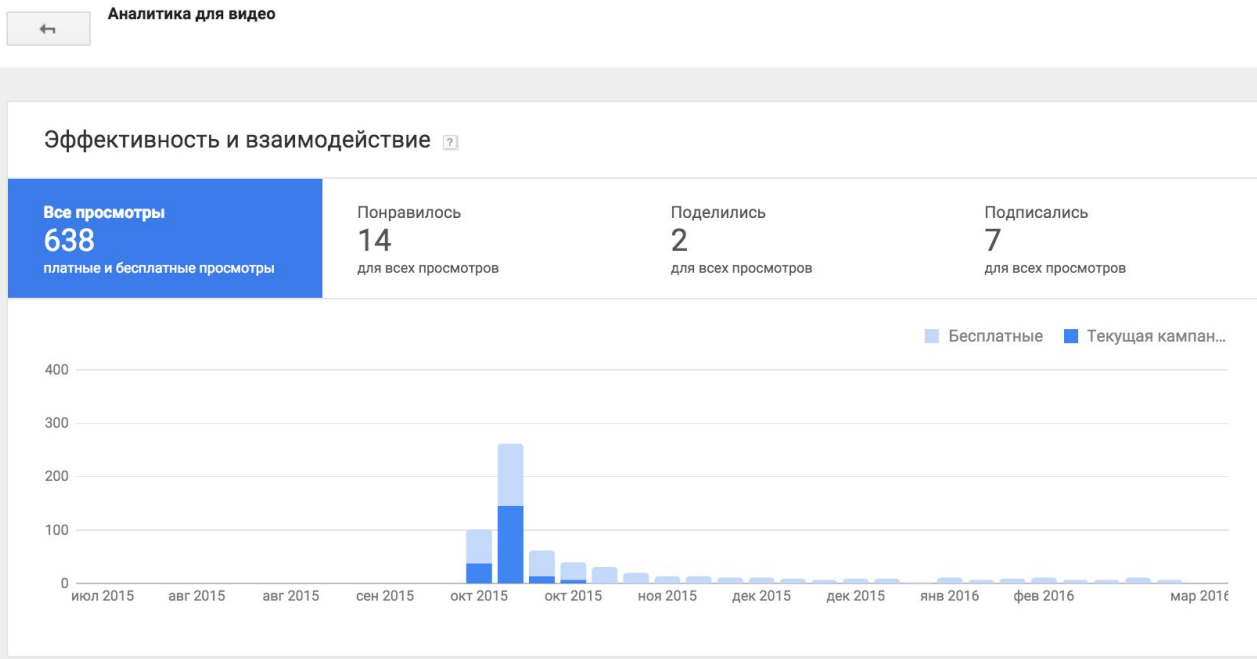 Аналитика для видео
Эффективность и взаимодействие ?
Все просмотры
638
платные и бесплатные просмотры
Понравилось
14
для всех просмотров
Поделились
2
для всех просмотров
Подписались
7
для всех просмотров
Бесплатные Текущая кампан...
400
300
200
100
0
июл 2015 авг 2015 авг 2015 сен 2015 окт 2015 окт 2015 ноя 2015 дек 2015 дек 2015 янв 2016 фев 2016 мар 2016